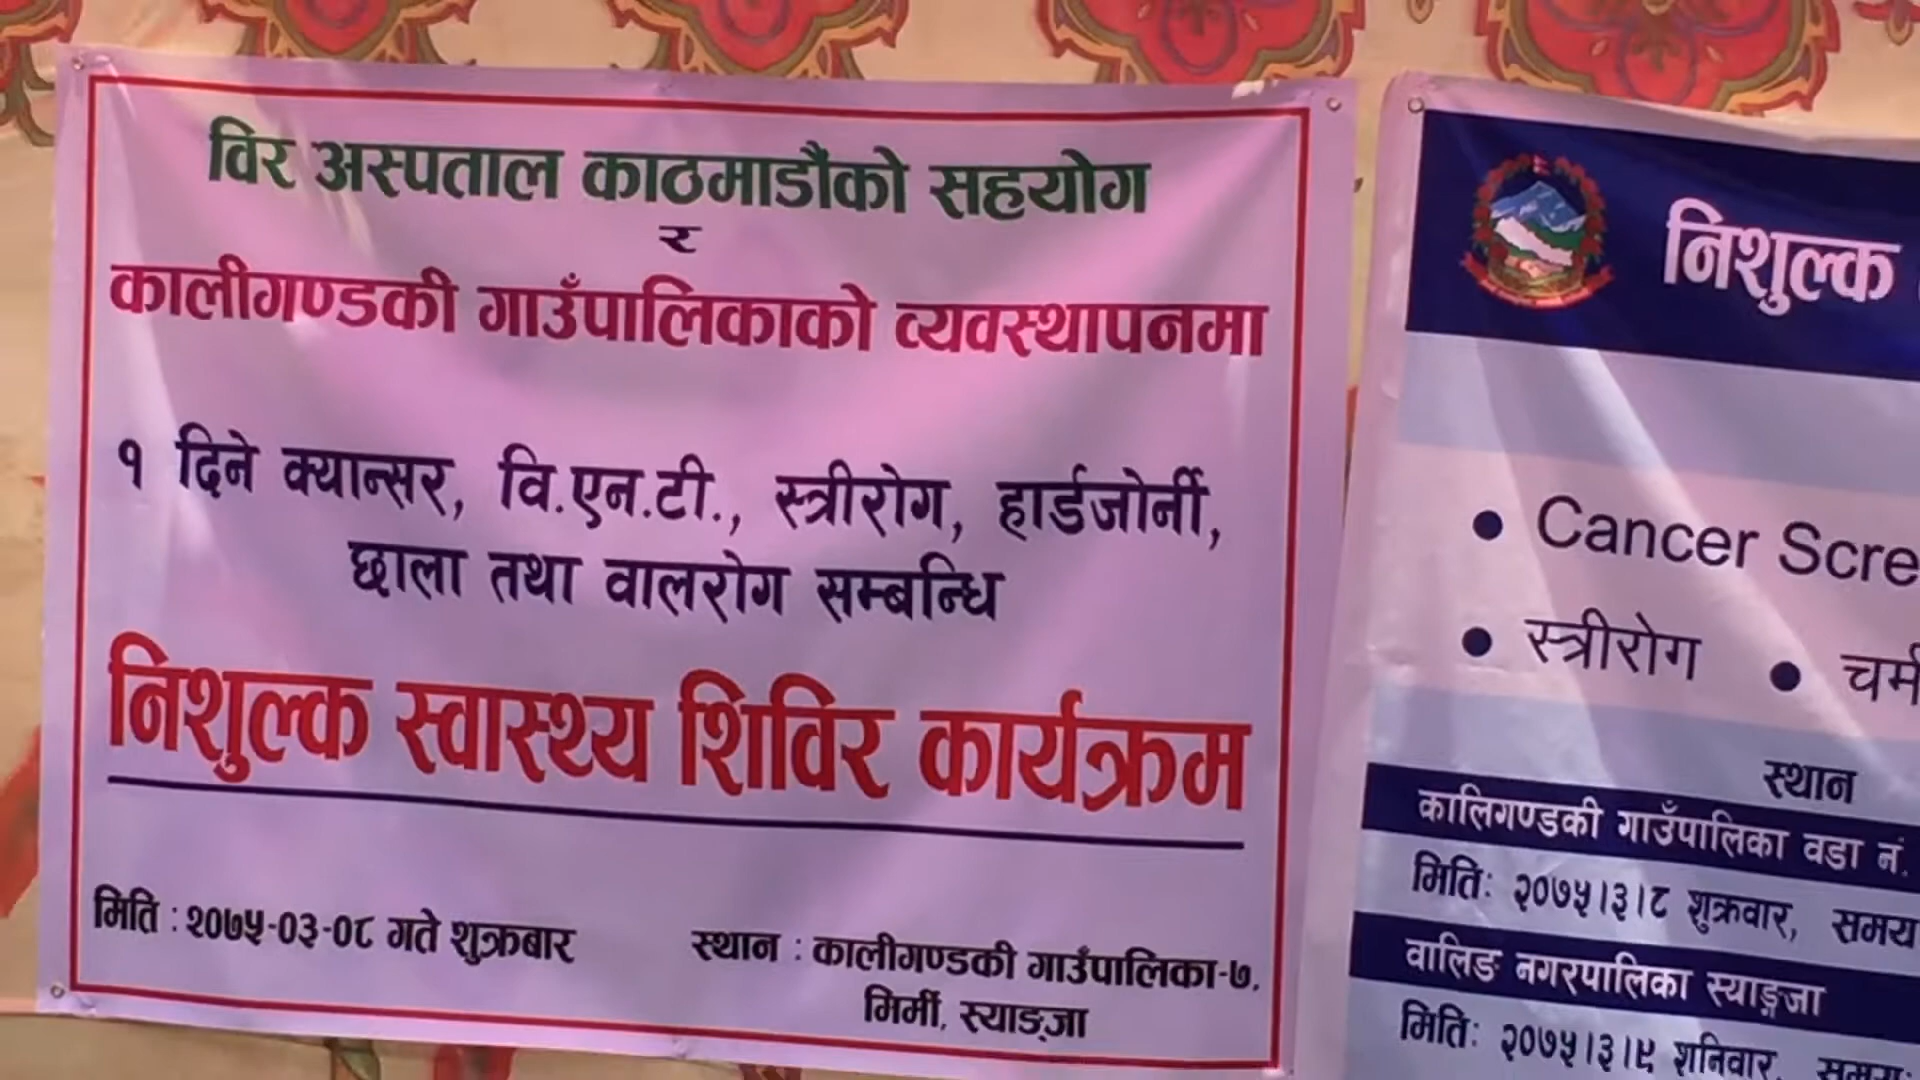 विर अस्पताल काठमाडौंको सहयोग
र
कालीगण्डकी गाउँपालिकाको व्यवस्थापनमा
१ दिने क्यान्सर, वि.एन.टी., स्त्रीरोग, हार्डजोर्नी,
छाला तथा वालरोग सम्बन्धि
निशुल्क स्वास्थ्य शिविर कार्यक्रम
मिति : २०७५-०३-०८ गते शुक्रबार
स्थान : कालीगण्डकी गाउँपालिका-७,
मिर्मी, स्याङ्जा
निशुल्क
• Cancer Scre
• स्त्रीरोग •
स्थान
कालिगण्डकी गाउँपालिका वडा नं.
मितिः २०७५।३।८ शुक्रवार, समय
वालिङ नगरपालिका स्याङ्गजा
मितिः २०७५।३।९ शनिवार, समय: